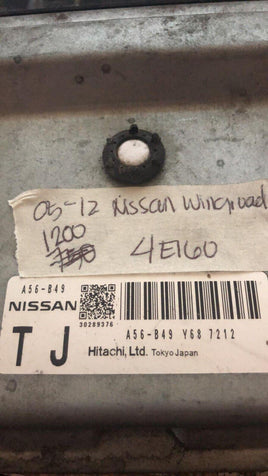 05-12 Nissan Wingroad
1200
4E160
A56-B49
NISSAN
30289376
TJ
A56-B49 Y68 7212
Hitachi, Ltd. Tokyo Japan